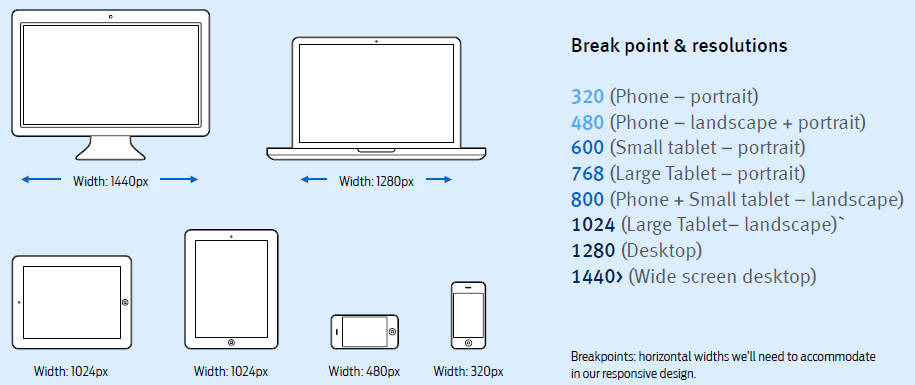 Width: 1440px
Width: 1280px
Width: 1024px
Width: 1024px
Width: 480px
Width: 320px
Break point & resolutions
320 (Phone – portrait)
480 (Phone – landscape + portrait)
600 (Small tablet – portrait)
768 (Large Tablet – portrait)
800 (Phone + Small tablet – landscape)
1024 (Large Tablet– landscape)`
1280 (Desktop)
1440> (Wide screen desktop)
Breakpoints: horizontal widths we'll need to accommodate
in our responsive design.